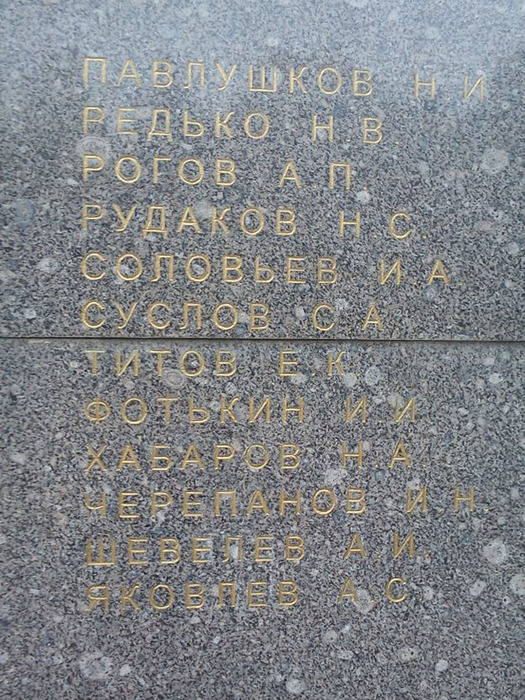 ПАВЛУШКОВ Н.И.
РЕДЬКО Н.В.
РОГОВ А.П.
РУДАКОВ Н.С.
СОЛОВЬЕВ И.А.
СУСЛОВ С.А.
ТИТОВ Е.К.
ФОТЬКИН И.И.
ХАБАРОВ Н.А.
ЧЕРЕПАНОВ И.Н.
ШЕВЕЛЕВ А.И.
ЯКОВЛЕВ А.С.